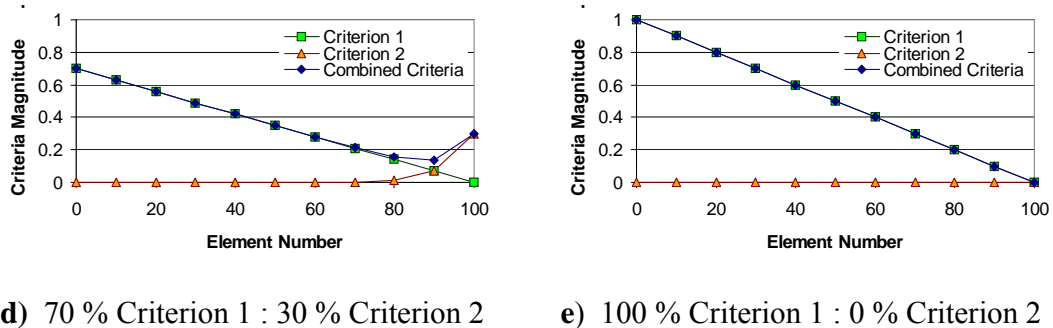 1
0.8
0.6
0.4
0.2
0
Criteria Magnitude
Criterion 1
Criterion 2
Combined Criteria
0 20 40 60 80 100
Element Number
1
0.8
0.6
0.4
0.2
0
Criteria Magnitude
Criterion 1
Criterion 2
Combined Criteria
0 20 40 60 80 100
Element Number
d) 70 % Criterion 1 : 30 % Criterion 2
e) 100 % Criterion 1 : 0 % Criterion 2